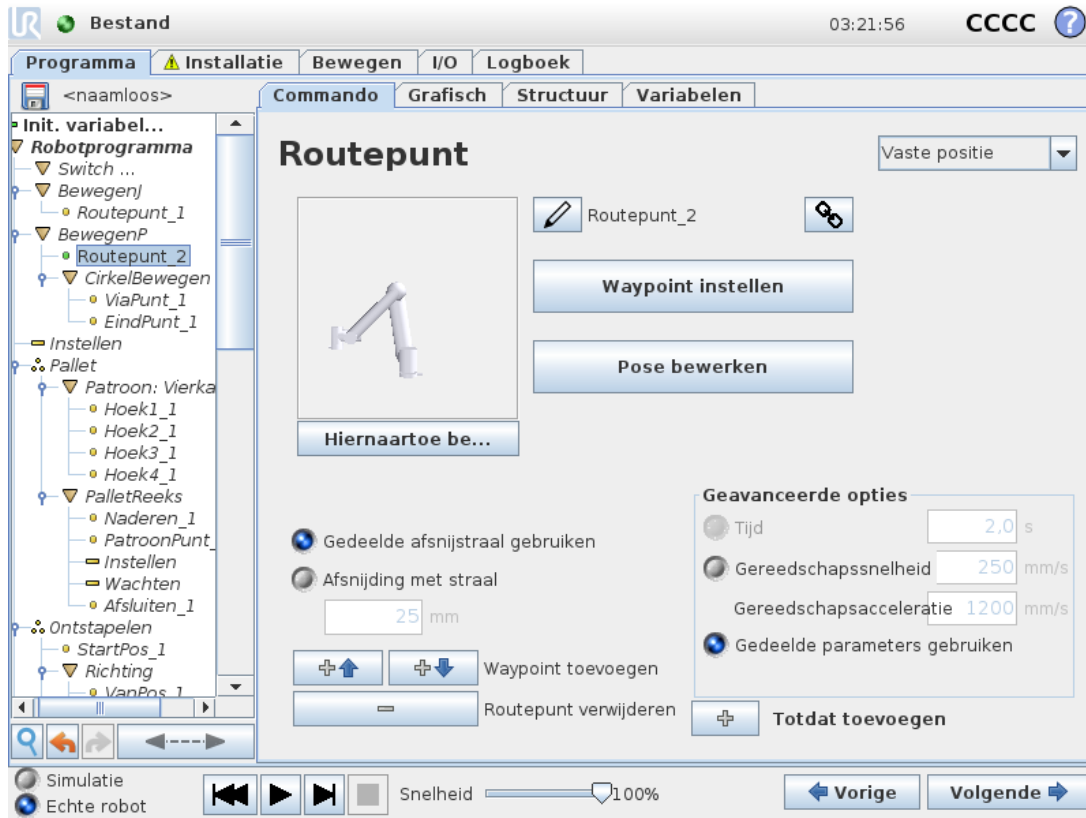 Bestand
03:21:56
CCCC
?
Programma
Installatie
Bewegen
I/O
Logboek
<naamloos>
Commando
Grafisch
Structuur
Variabelen
Init. variabel...
Robotprogramma
Switch ...
BewegenJ
Routepunt_1
BewegenP
Routepunt_2
CirkelBewegen
ViaPunt_1
EindPunt_1
Instellen
Pallet
Patroon: Vierka
Hoek1_1
Hoek2_1
Hoek3_1
Hoek4_1
PalletReeks
Naderen_1
PatroonPunt_
Instellen
Wachten
Afsluiten_1
Ontstapelen
StartPos_1
Richting
VanPos_1
Routepunt
Vaste positie
Routepunt_2
Waypoint instellen
Pose bewerken
Hiernaartoe be...
Gedeelde afsnijstraal gebruiken
Afsnijding met straal
25 mm
Waypoint toevoegen
Routepunt verwijderen
Geavanceerde opties
Tijd 2,0 s
Gereedschapssnelheid 250 mm/s
Gereedschapsacceleratie 1200 mm/s
Gedeelde parameters gebruiken
Totdat toevoegen
Simulatie
Echte robot
Snelheid 100%
Vorige
Volgende